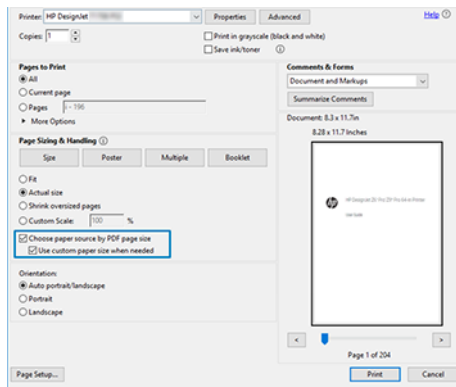 Printer: HP DesignJet
Properties
Advanced
Help
Copies: 1
Print in grayscale (black and white)
Save ink/toner
Pages to Print
All
Current page
Pages
1 - 196
More Options
Page Sizing & Handling
Size
Poster
Multiple
Booklet
Fit
Actual size
Shrink oversized pages
Custom Scale: 100 %
Choose paper source by PDF page size
Use custom paper size when needed
Orientation:
Auto portrait/landscape
Portrait
Landscape
Comments & Forms
Document and Markups
Summarize Comments
Document: 8.3 x 11.7in
8.28 x 11.7 Inches
hp
User Guide
<
>
Page 1 of 204
Page Setup...
Print
Cancel